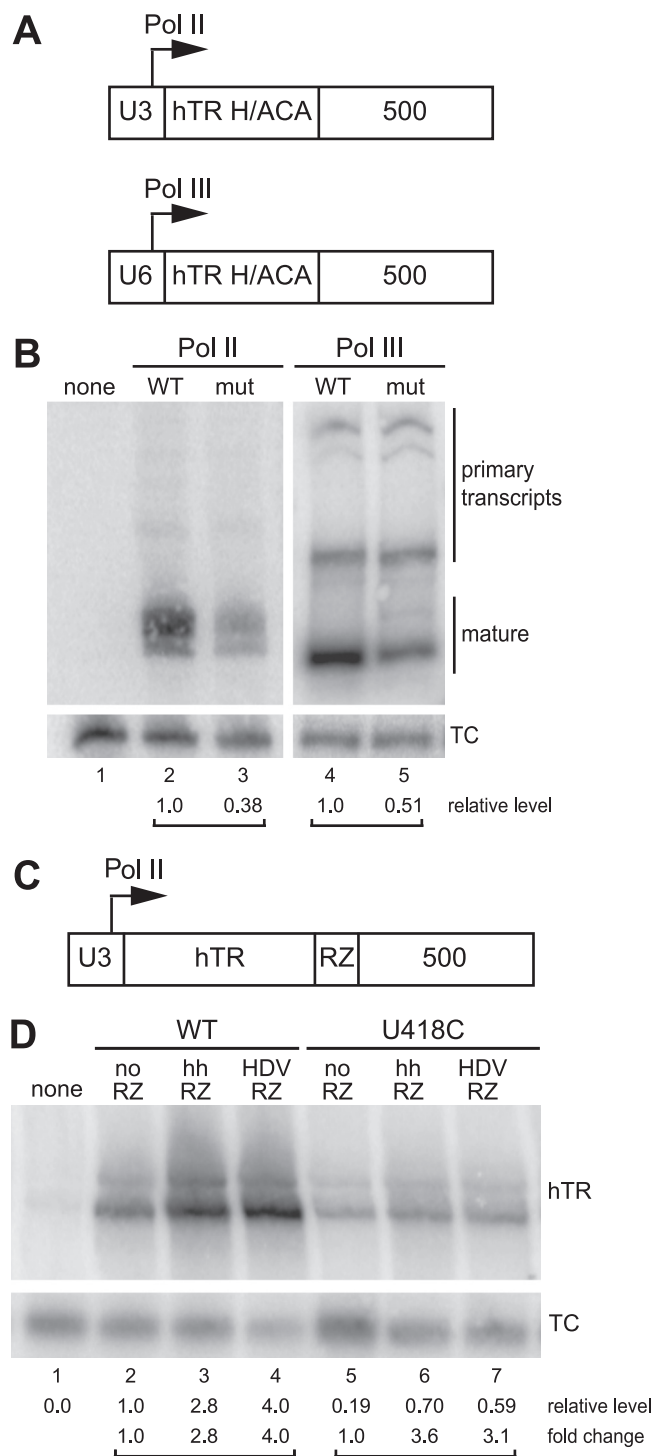 A
Pol II
U3 hTR H/ACA 500
Pol III
U6 hTR H/ACA 500
B
Pol II Pol III
none WT mut WT mut
primary
transcripts
mature
TC
1 2 3 4 5
1.0 0.38 1.0 0.51 relative level
C
Pol II
U3 hTR RZ 500
D
WT U418C
none no RZ hh RZ HDV RZ no RZ hh RZ HDV RZ
hTR
TC
1 2 3 4 5 6 7
0.0 1.0 2.8 4.0 0.19 0.70 0.59 relative level
1.0 2.8 4.0 1.0 3.6 3.1 fold change